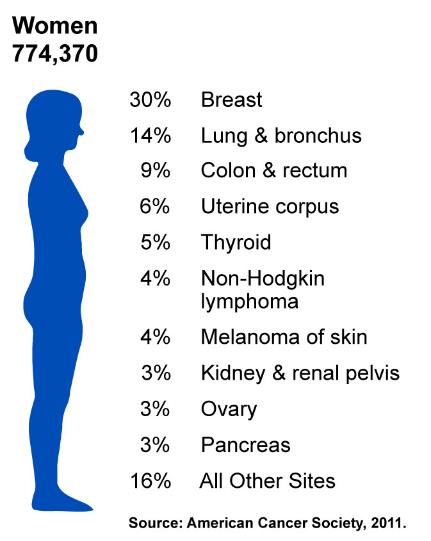 Women
774,370
30% Breast
14% Lung & bronchus
9% Colon & rectum
6% Uterine corpus
5% Thyroid
4% Non-Hodgkin
lymphoma
4% Melanoma of skin
3% Kidney & renal pelvis
3% Ovary
3% Pancreas
16% All Other Sites
Source: American Cancer Society, 2011.